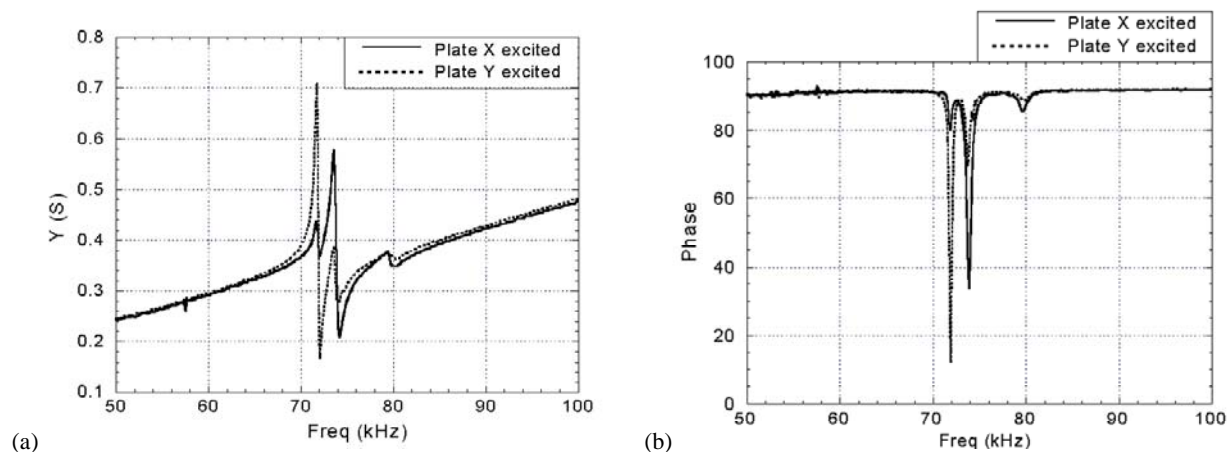 Plate X excited
Plate Y excited
0.8
0.7
0.6
0.5
0.4
0.3
0.2
0.1
Y (S)
50 60 70 80 90 100
Freq (kHz)
(a)
Plate X excited
Plate Y excited
100
80
60
40
20
0
Phase
50 60 70 80 90 100
Freq (kHz)
(b)